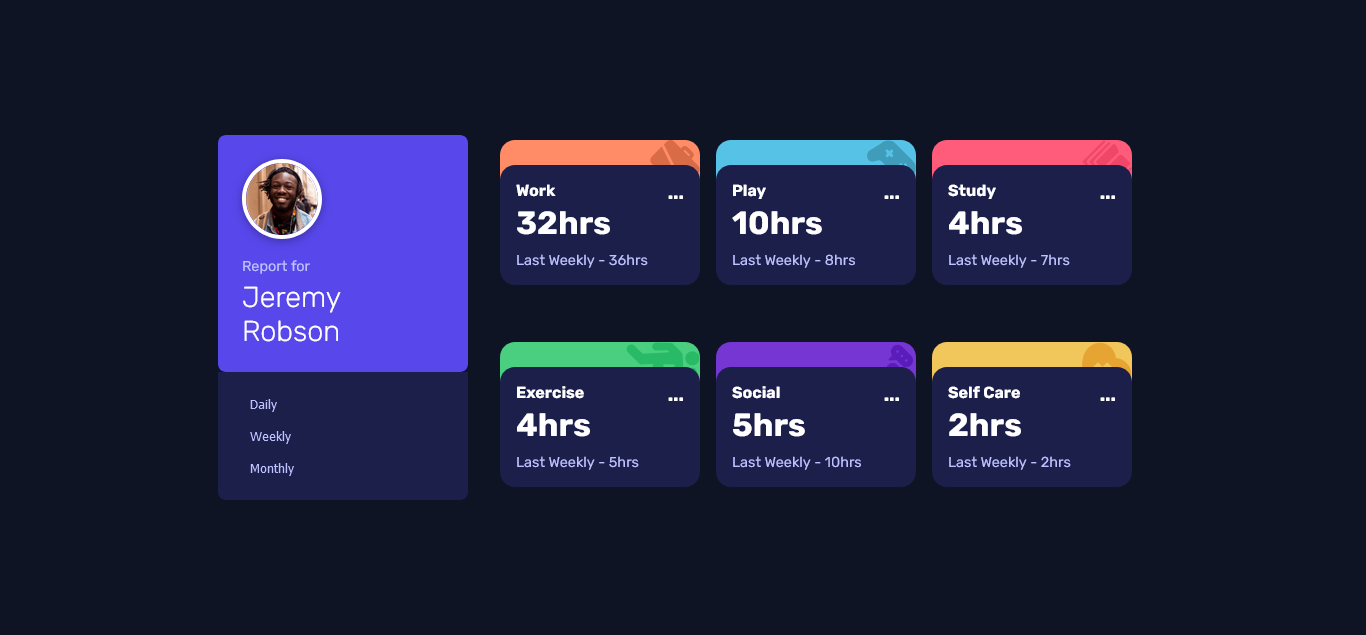 Report for
Jeremy
Robson
Daily
Weekly
Monthly
Work
32hrs
Last Weekly - 36hrs
Play
10hrs
Last Weekly - 8hrs
Study
4hrs
Last Weekly - 7hrs
Exercise
4hrs
Last Weekly - 5hrs
Social
5hrs
Last Weekly - 10hrs
Self Care
2hrs
Last Weekly - 2hrs